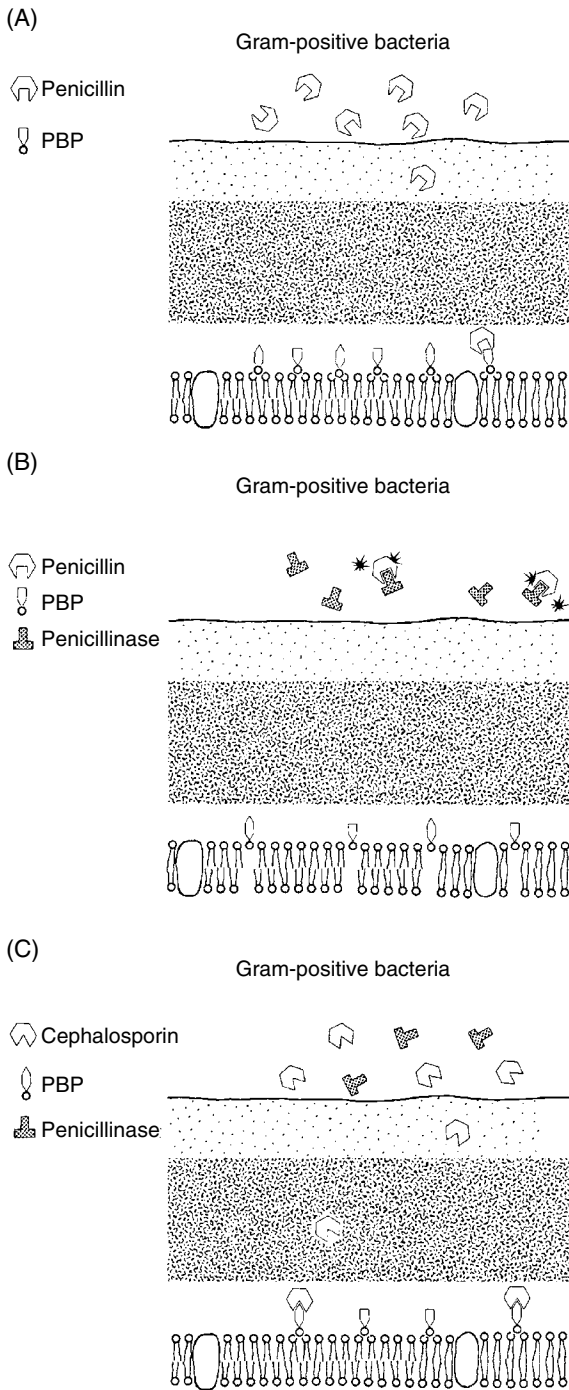 (A)
Gram-positive bacteria
Penicillin
PBP
(B)
Gram-positive bacteria
Penicillin
PBP
Penicillinase
(C)
Gram-positive bacteria
Cephalosporin
PBP
Penicillinase